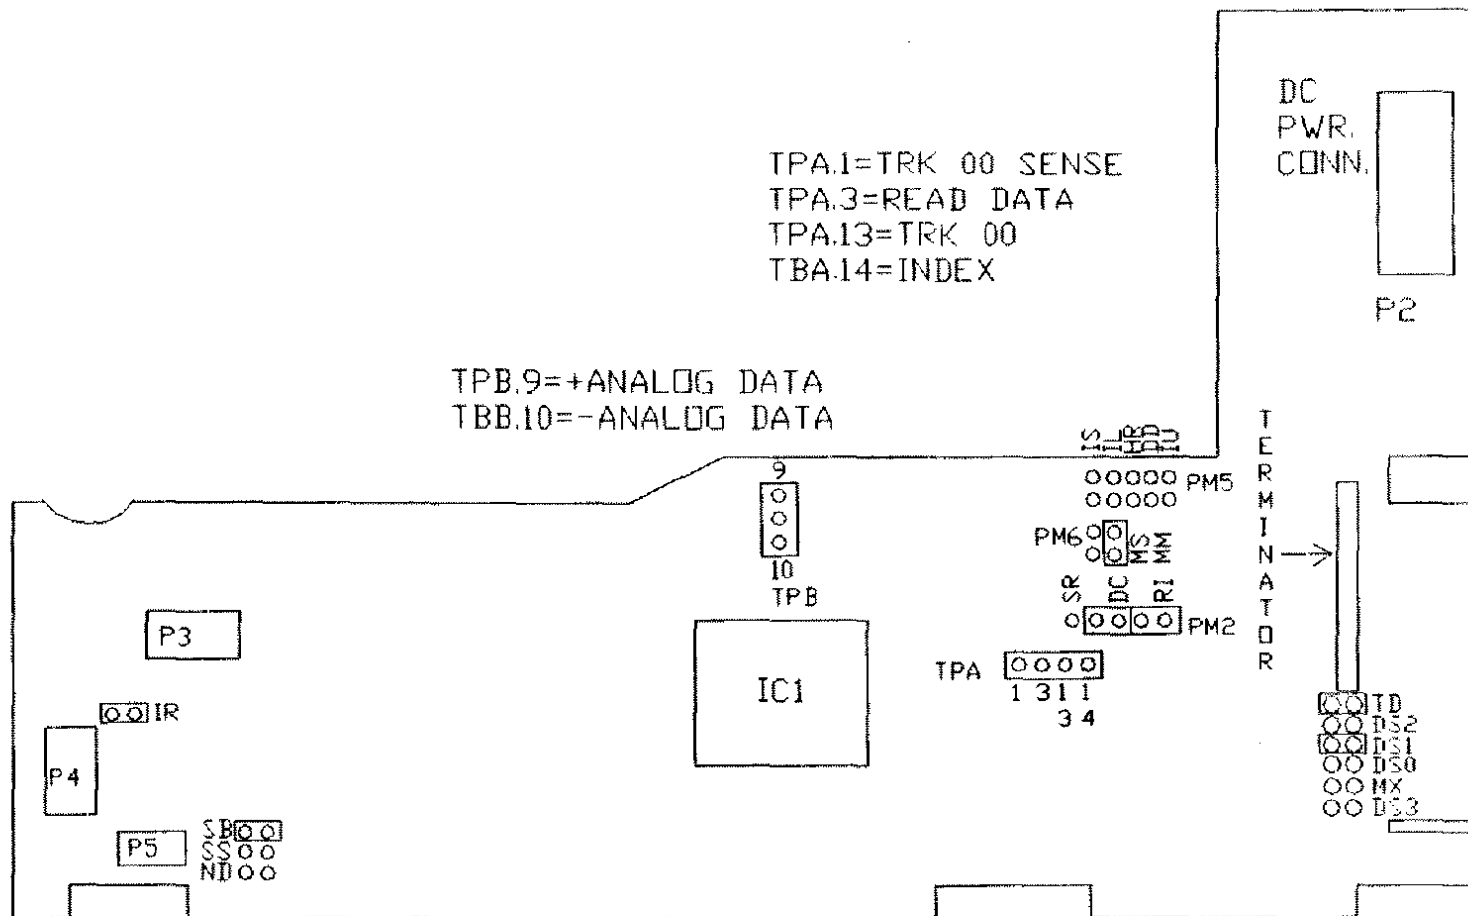 DC
PWR.
CONN.
P2
TPA.1=TRK 00 SENSE
TPA.3=READ DATA
TPA.13=TRK 00
TBA.14=INDEX
TPB.9=+ANALOG DATA
TBB.10=-ANALOG DATA
9
10
TPB
IS
IL
HR
DD
IU
PM5
PM6
MS
MM
SR
DC
RI
PM2
TPA
1 3 1 1
3 4
TERMINATOR
TD
DS2
DS1
DS0
MX
DS3
IC1
P3
IR
P4
P5
SB
SS
ND